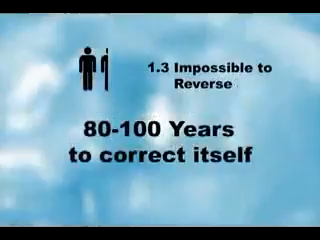 1.3 Impossible to
Reverse
80-100 Years
to correct itself